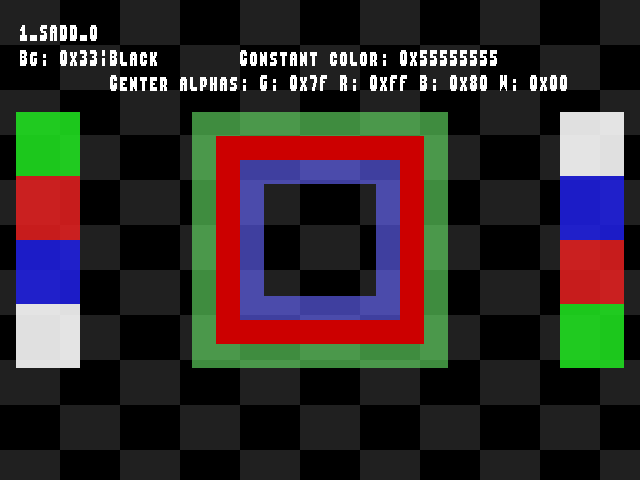 1_SADD_0
Bg: 0x33¦Black Constant color: 0x55555555
Center alphas: G: 0x7f R: 0xff B: 0x80 W: 0x00